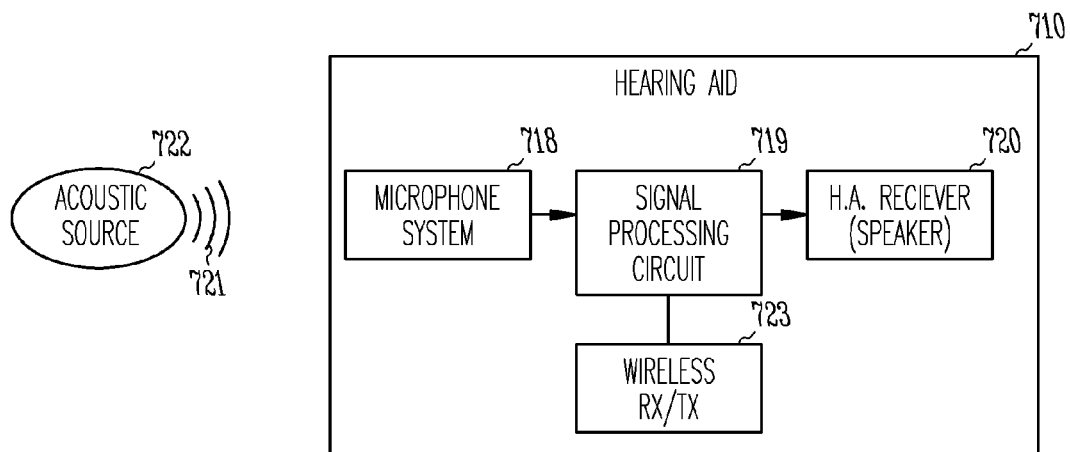 710
HEARING AID
722
ACOUSTIC
SOURCE
721
718
MICROPHONE
SYSTEM
719
SIGNAL
PROCESSING
CIRCUIT
720
H.A. RECIEVER
(SPEAKER)
723
WIRELESS
RX/TX